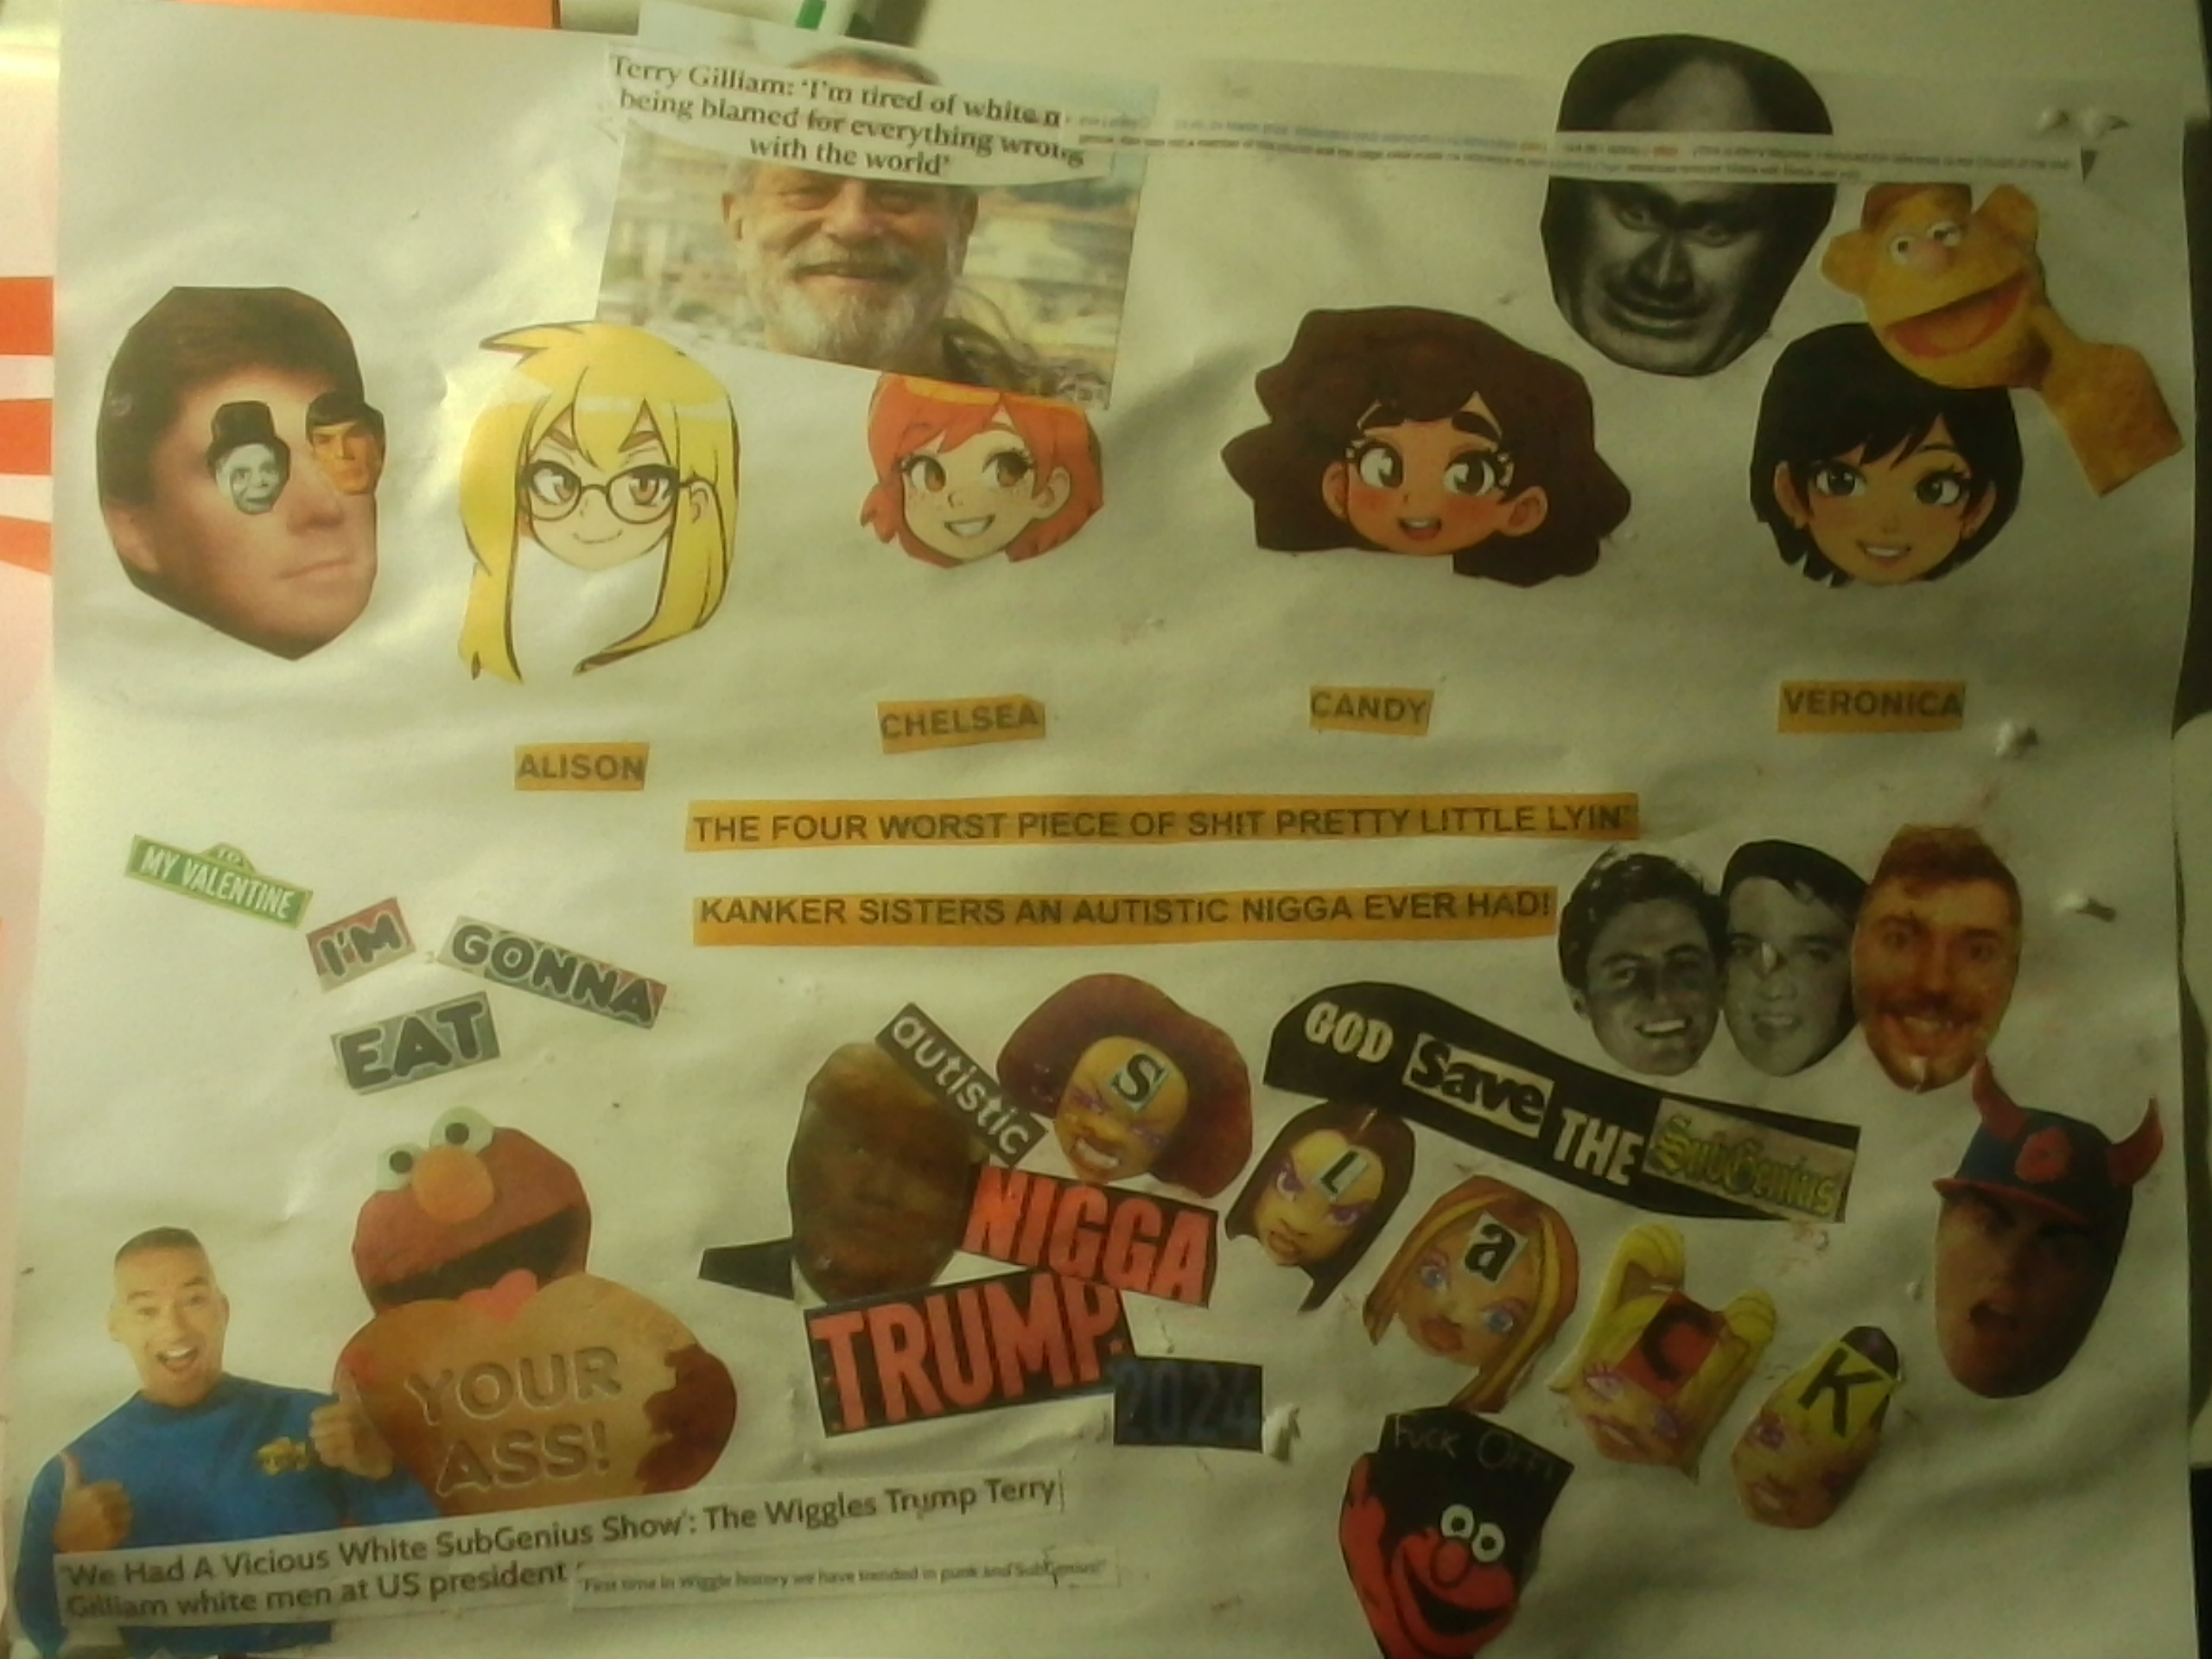 Terry Gilliam: 'I'm tired of white
being blamed for everything wrong
with the world'
ALISON
CHELSEA
CANDY
VERONICA
THE FOUR WORST PIECE OF SHIT PRETTY LITTLE LYIN'
KANKER SISTERS AN AUTISTIC NIGGA EVER HAD!
TO
MY VALENTINE
I'M GONNA
EAT
YOUR
ASS!
autistic
NIGGA
TRUMP
2024
S
L
a
C
K
GOD Save THE SubGenius
FUCK OFF!
'We Had A Vicious White SubGenius Show': The Wiggles Trump Terry
Gilliam white men at US president
"First time in Wiggle history we have trended in punk and SubGenius!"